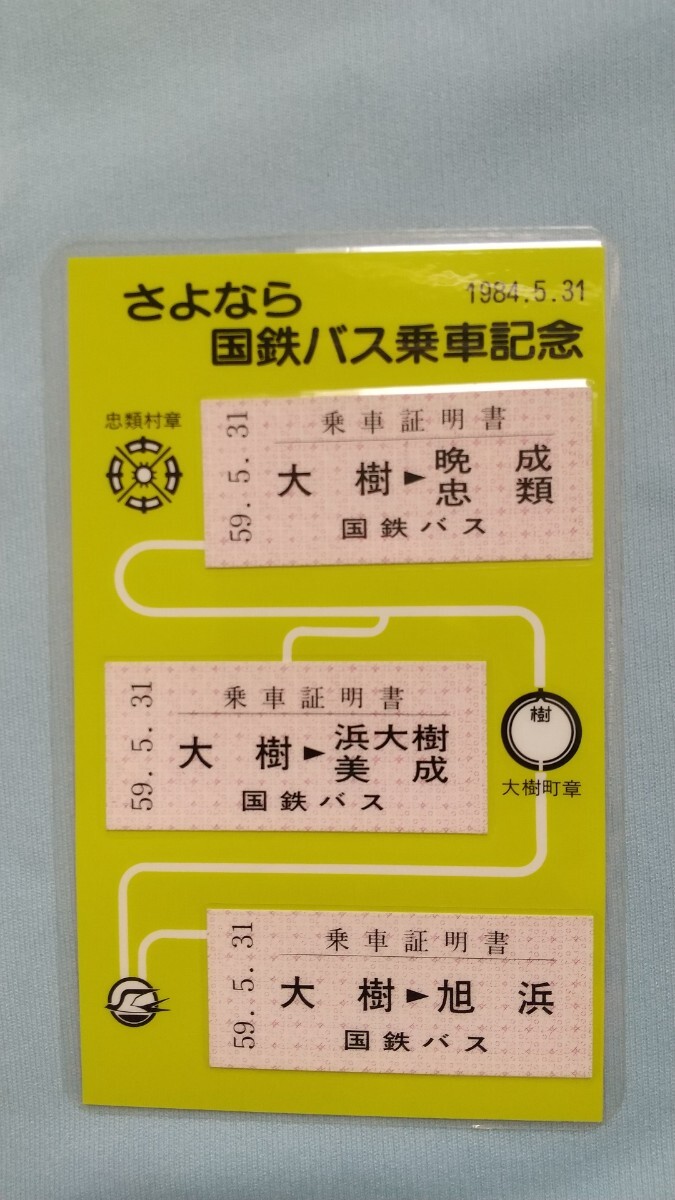 さよなら
1984.5.31
国鉄バス乗車記念
忠類村章
59.5.31
乗車証明書
大樹▶晩成
忠類
国鉄バス
59.5.31
乗車証明書
大樹▶浜大樹
美成
国鉄バス
樹
大樹町章
59.5.31
乗車証明書
大樹▶旭浜
国鉄バス